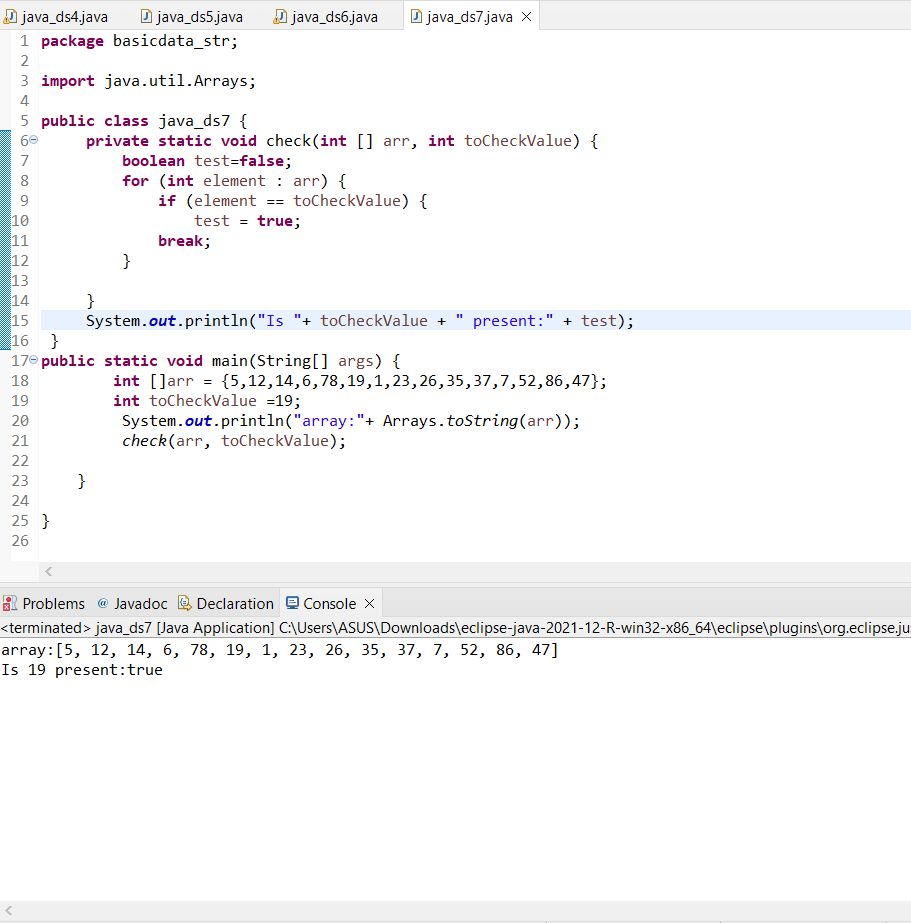 java_ds4.java java_ds5.java java_ds6.java java_ds7.java
1 package basicdata_str;
2
3 import java.util.Arrays;
4
5 public class java_ds7 {
6 private static void check(int [] arr, int toCheckValue) {
7 boolean test=false;
8 for (int element : arr) {
9 if (element == toCheckValue) {
10 test = true;
11 break;
12 }
13
14 }
15 System.out.println("Is "+ toCheckValue + " present:" + test);
16 }
17 public static void main(String[] args) {
18 int []arr = {5,12,14,6,78,19,1,23,26,35,37,7,52,86,47};
19 int toCheckValue =19;
20 System.out.println("array:"+ Arrays.toString(arr));
21 check(arr, toCheckValue);
22
23 }
24
25 }
26
Problems @ Javadoc Declaration Console
<terminated> java_ds7 [Java Application] C:\Users\ASUS\Downloads\eclipse-java-2021-12-R-win32-x86_64\eclipse\plugins\org.eclipse.ju
array:[5, 12, 14, 6, 78, 19, 1, 23, 26, 35, 37, 7, 52, 86, 47]
Is 19 present:true